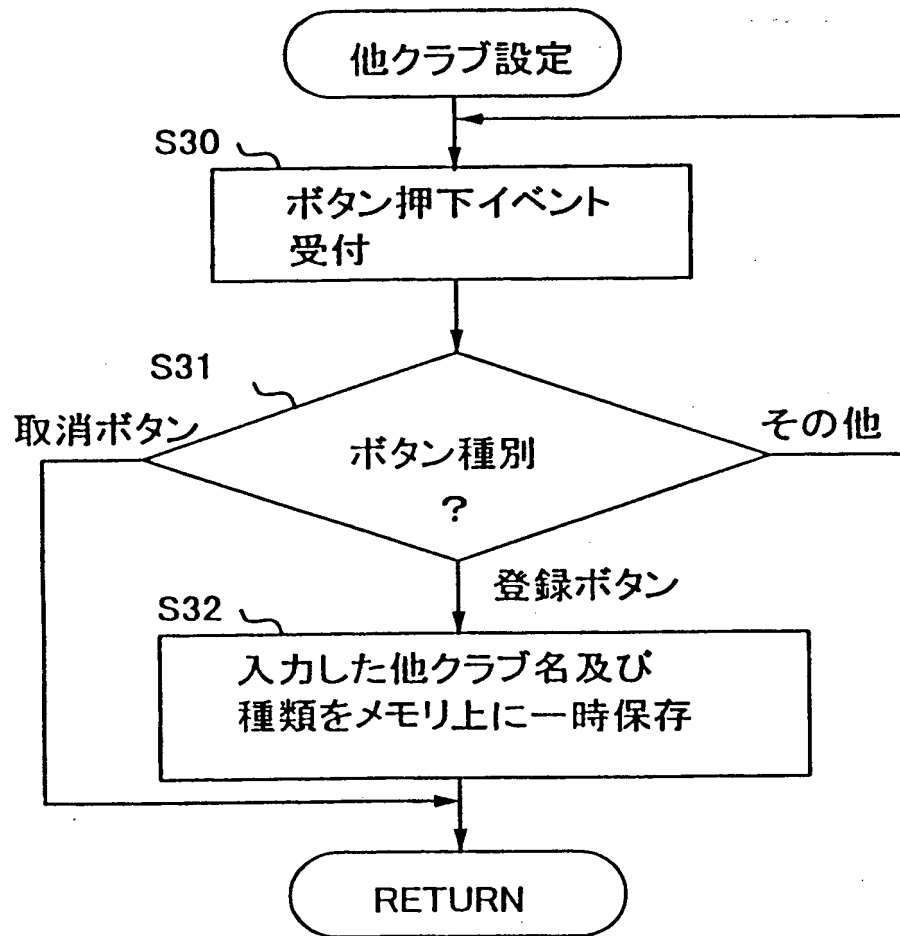 他クラブ設定
S30
ボタン押下イベント
受付
S31
取消ボタン
その他
ボタン種別
?
登録ボタン
S32
入力した他クラブ名及び
種類をメモリ上に一時保存
RETURN